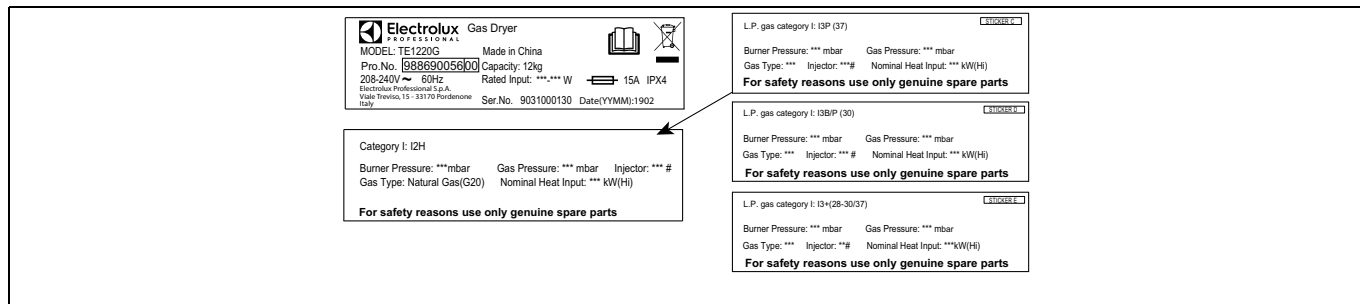 Electrolux Gas Dryer
PROFESSIONAL
MODEL: TE1220G Made in China
Pro.No. 98869005600 Capacity: 12kg
208-240V ~ 60Hz Rated Input: ***-*** W 15A IPX4
Electrolux Professional S.p.A.
Viale Treviso, 15 - 33170 Pordenone
Italy
Ser.No. 9031000130 Date(YYMM):1902
Category I: I2H
Burner Pressure: ***mbar Gas Pressure: *** mbar Injector: *** #
Gas Type: Natural Gas(G20) Nominal Heat Input: *** kW(Hi)
For safety reasons use only genuine spare parts
L.P. gas category I: I3P (37) STICKER C
Burner Pressure: *** mbar Gas Pressure: *** mbar
Gas Type: *** Injector: ***# Nominal Heat Input: *** kW(Hi)
For safety reasons use only genuine spare parts
L.P. gas category I: I3B/P (30) STICKER D
Burner Pressure: *** mbar Gas Pressure: *** mbar
Gas Type: *** Injector: *** # Nominal Heat Input: *** kW(Hi)
For safety reasons use only genuine spare parts
L.P. gas category I: I3+(28-30/37) STICKER E
Burner Pressure: *** mbar Gas Pressure: *** mbar
Gas Type: *** Injector: **# Nominal Heat Input: ***kW(Hi)
For safety reasons use only genuine spare parts